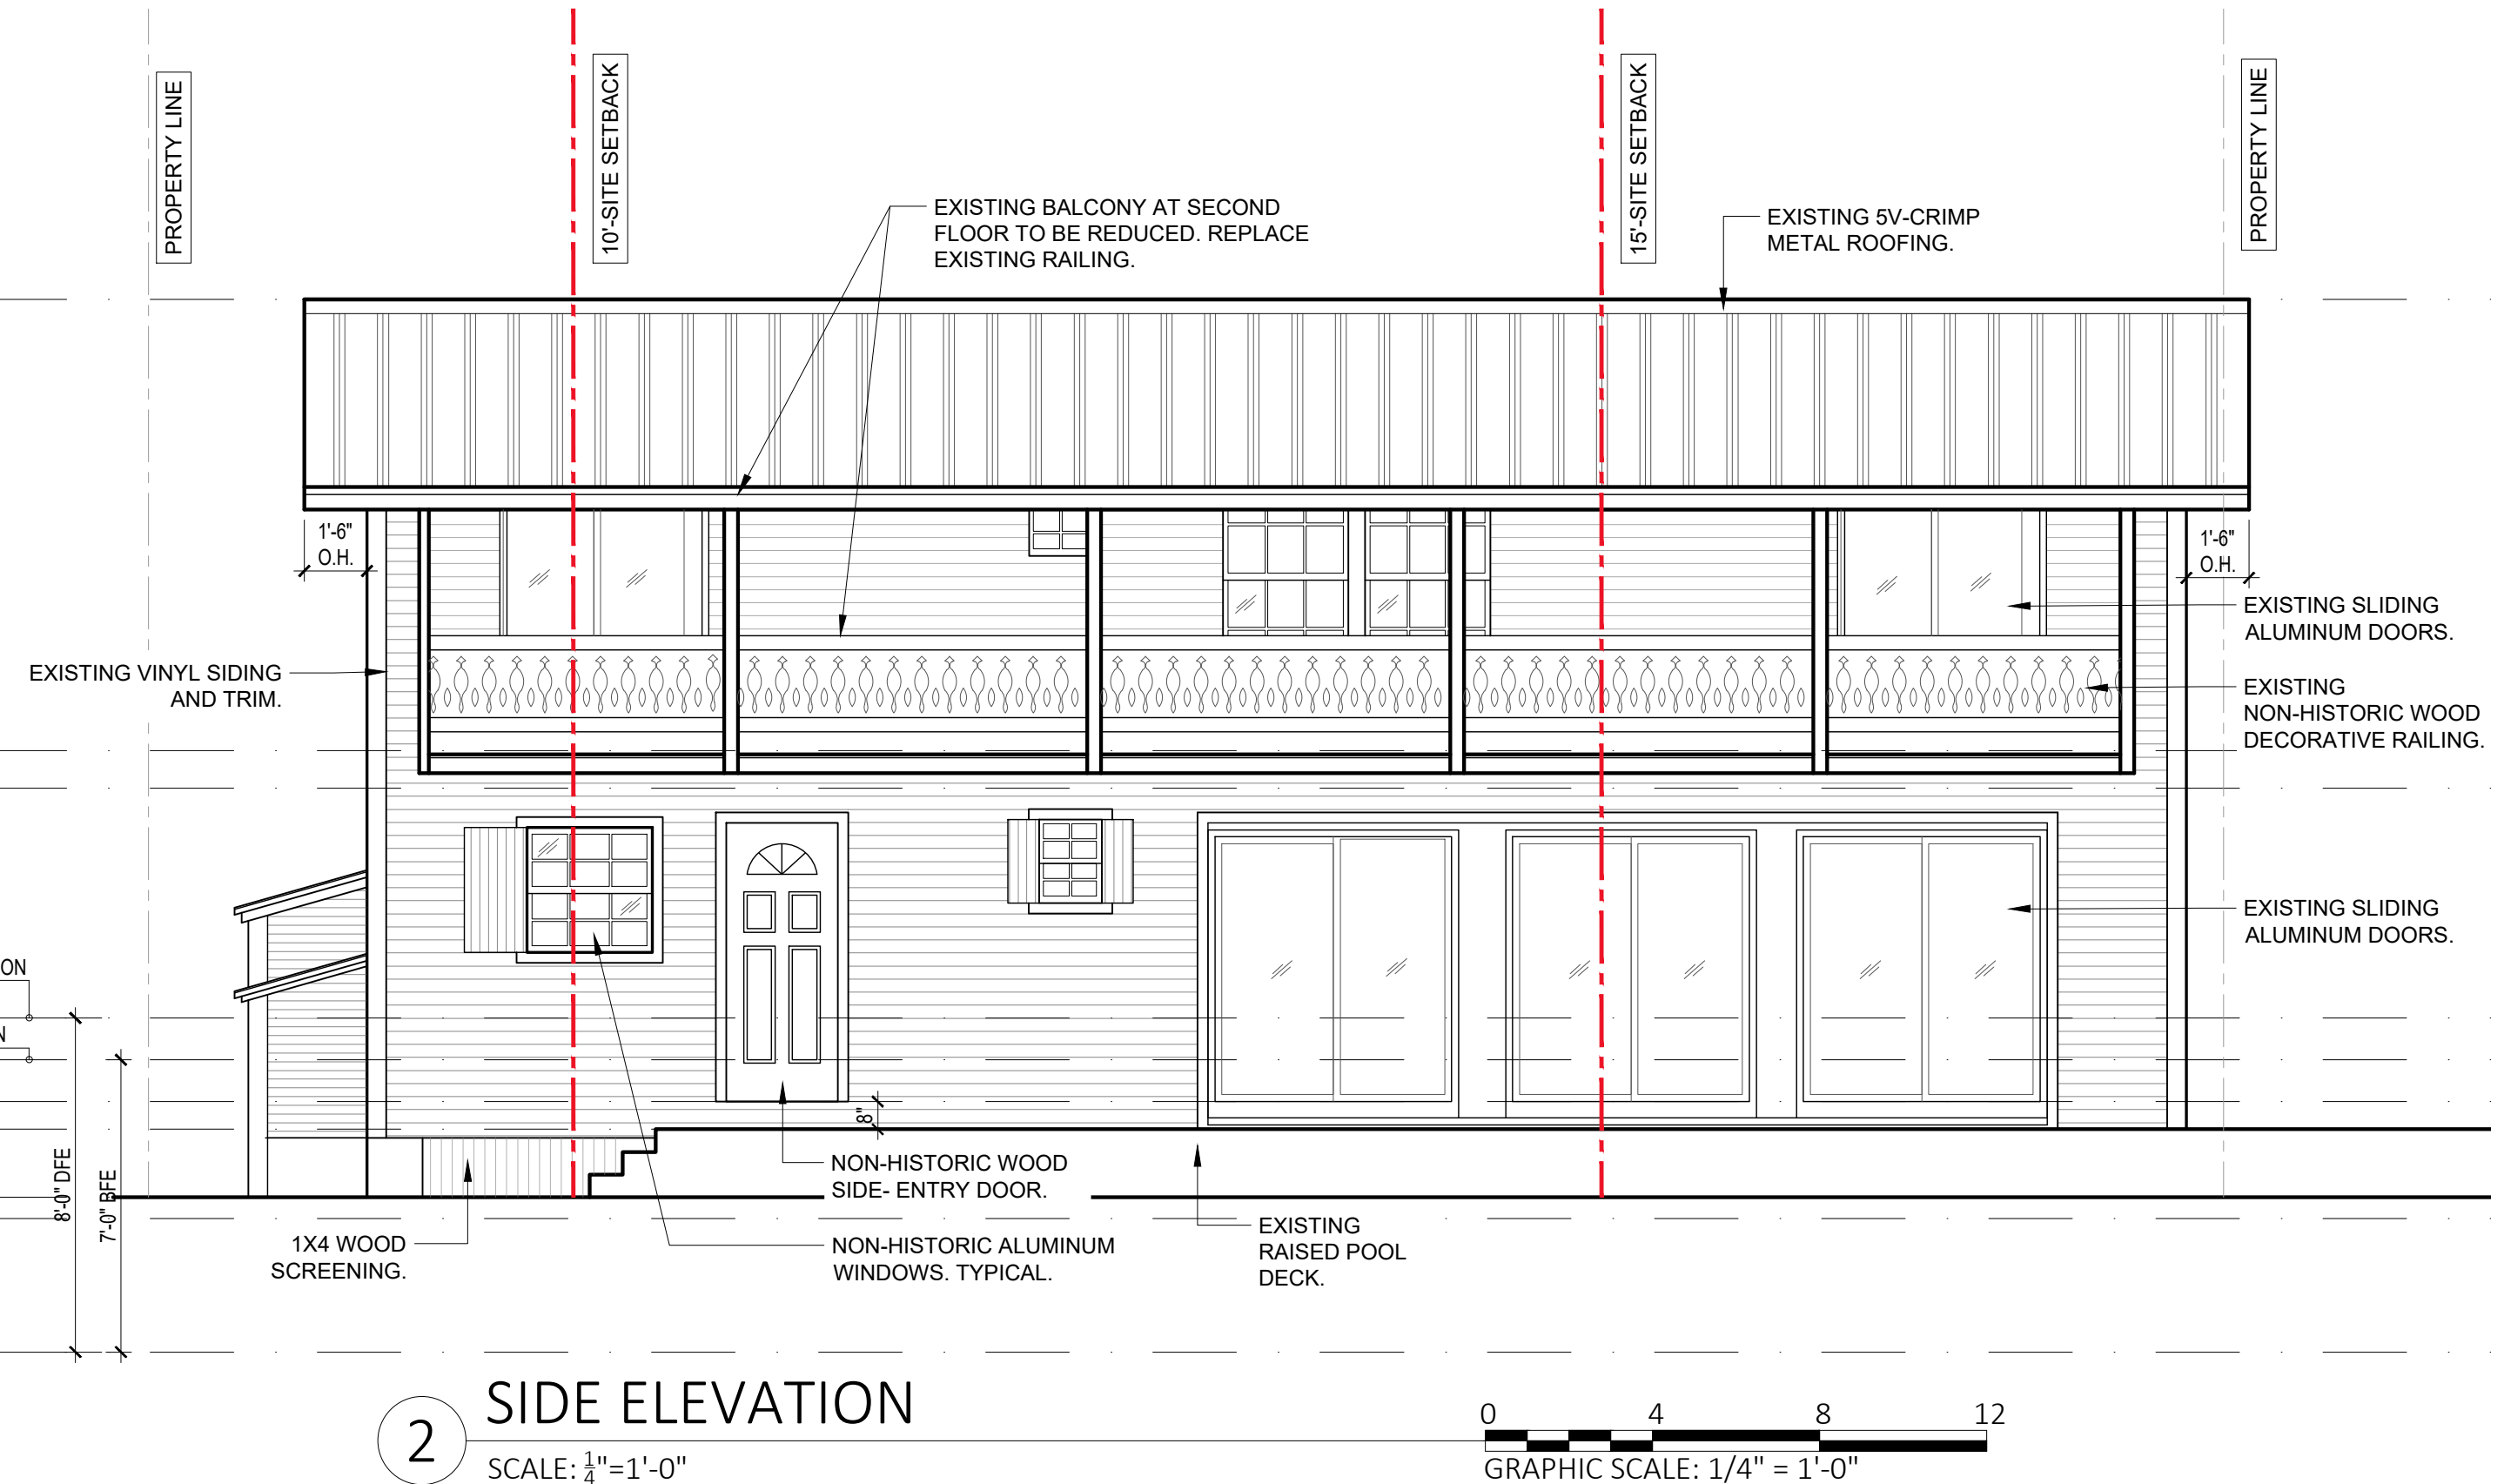 PROPERTY LINE
10'-SITE SETBACK
15'-SITE SETBACK
PROPERTY LINE
EXISTING BALCONY AT SECOND
FLOOR TO BE REDUCED. REPLACE
EXISTING RAILING.
EXISTING 5V-CRIMP
METAL ROOFING.
1'-6"
O.H.
1'-6"
O.H.
EXISTING SLIDING
ALUMINUM DOORS.
EXISTING VINYL SIDING
AND TRIM.
EXISTING
NON-HISTORIC WOOD
DECORATIVE RAILING.
EXISTING SLIDING
ALUMINUM DOORS.
ON
N
8'-0" DFE
7'-0" BFE
8"
NON-HISTORIC WOOD
SIDE- ENTRY DOOR.
1X4 WOOD
SCREENING.
NON-HISTORIC ALUMINUM
WINDOWS. TYPICAL.
EXISTING
RAISED POOL
DECK.
2
SIDE ELEVATION
SCALE: 1/4"=1'-0"
0 4 8 12
GRAPHIC SCALE: 1/4" = 1'-0"